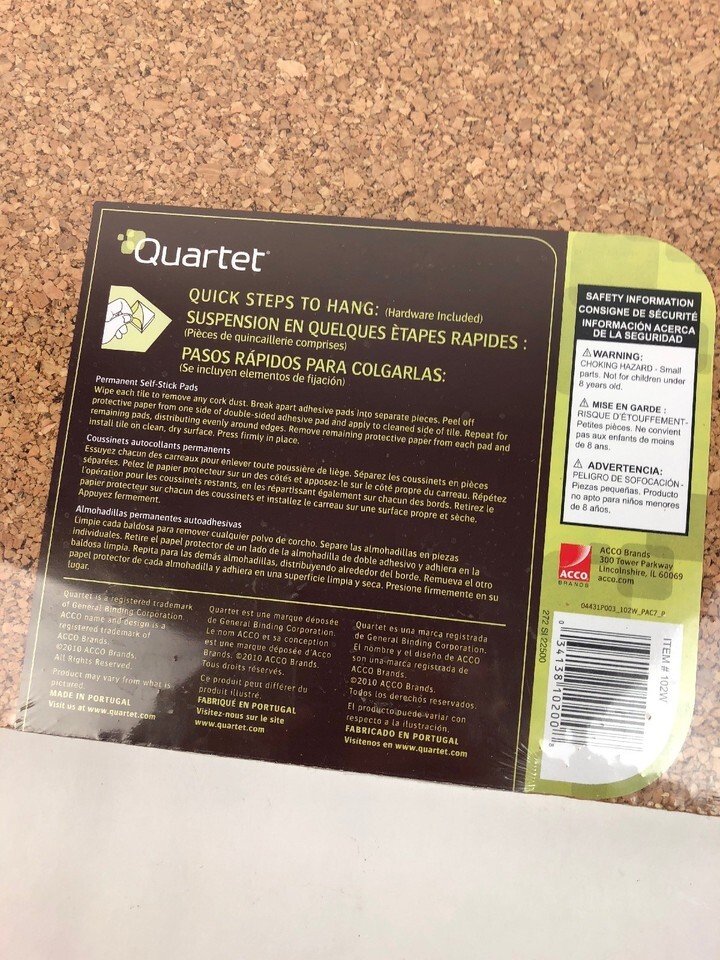 Quartet®
QUICK STEPS TO HANG: (Hardware Included)
SUSPENSION EN QUELQUES ÈTAPES RAPIDES :
(Pièces de quincaillerie comprises)
PASOS RÁPIDOS PARA COLGARLAS:
(Se incluyen elementos de fijación)
Permanent Self-Stick Pads
Wipe each tile to remove any cork dust. Break apart adhesive pads into separate pieces. Peel off
protective paper from one side of double-sided adhesive pad and apply to cleaned side of tile. Repeat for
remaining pads, distributing evenly around edges. Remove remaining protective paper from each pad and
install tile on clean, dry surface. Press firmly in place.
Coussinets autocollants permanents
Essuyez chacun des carreaux pour enlever toute poussière de liège. Séparez les coussinets en pièces
séparées. Pelez le papier protecteur sur un des côtés et apposez-le sur le côté propre du carreau. Répétez
l'opération pour les coussinets restants, en les répartissant également sur chacun des bords. Retirez le
papier protecteur sur chacun des coussinets et installez le carreau sur une surface propre et sèche.
Appuyez fermement.
Almohadillas permanentes autoadhesivas
Limpie cada baldosa para remover cualquier polvo de corcho. Separe las almohadillas en piezas
individuales. Retire el papel protector de un lado de la almohadilla de doble adhesivo y adhiera en la
baldosa limpia. Repita para las demás almohadillas, distribuyendo alrededor del borde. Remueva el otro
papel protector de cada almohadilla y adhiera en una superficie limpia y seca. Presione firmemente en su
lugar.
Quartet is a registered trademark
of General Binding Corporation.
ACCO name and design is a
registered trademark of
ACCO Brands.
©2010 ACCO Brands.
All Rights Reserved.
Product may vary from what is
pictured.
MADE IN PORTUGAL
Visit us at www.quartet.com
Quartet est une marque déposée
de General Binding Corporation.
Le nom ACCO et sa conception
est une marque déposée d'Acco
Brands. ©2010 ACCO Brands.
Tous droits réservés.
Ce produit peut différer du
produit illustré.
FABRIQUÉ EN PORTUGAL
Visitez-nous sur le site
www.quartet.com
Quartet es una marca registrada
de General Binding Corporation.
El nombre y el diseño de ACCO
son una marca registrada de
ACCO Brands.
©2010 ACCO Brands.
Todos los derechos reservados.
El producto puede variar con
respecto a la ilustración.
FABRICADO EN PORTUGAL
Visítenos en www.quartet.com
SAFETY INFORMATION
CONSIGNE DE SÉCURITÉ
INFORMACIÓN ACERCA
DE LA SEGURIDAD
WARNING:
CHOKING HAZARD - Small
parts. Not for children under
8 years old.
MISE EN GARDE :
RISQUE D'ÉTOUFFEMENT-
Petites pièces. Ne convient
pas aux enfants de moins
de 8 ans.
ADVERTENCIA:
PELIGRO DE SOFOCACIÓN-
Piezas pequeñas. Producto
no apto para niños menores
de 8 años.
ACCO
BRANDS
ACCO Brands
300 Tower Parkway
Lincolnshire, IL 60069
acco.com
04431P003_102W_PAC7_P
272 SI22500
ITEM # 102W
0 34138 10200 8